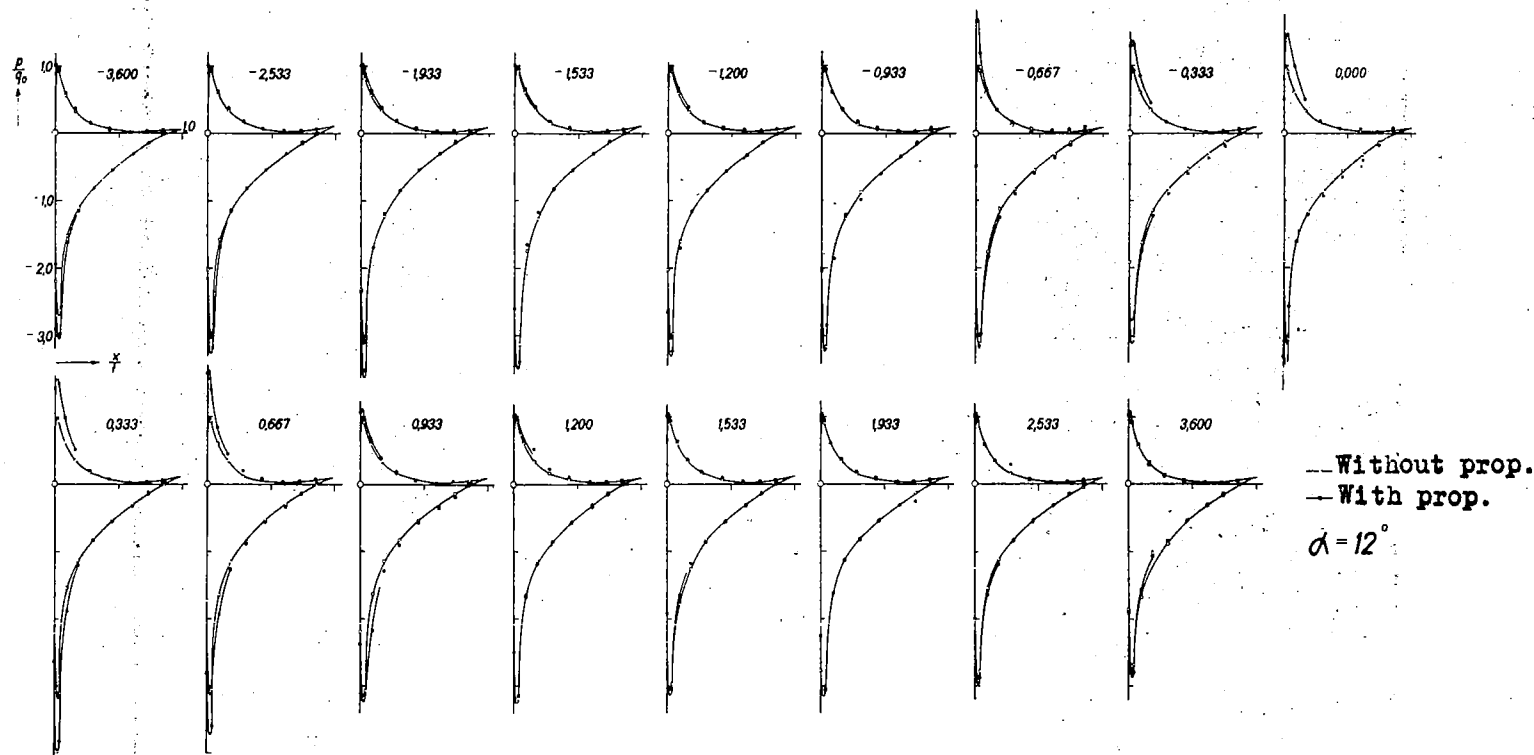 p/q₀ 1,0 -3,600 -2,533 -1,933 -1,533 -1,200 -0,933 -0,667 -0,333 0,000
1,0
-1,0
-2,0
-3,0
0,333 0,667 0,933 1,200 1,533 1,933 2,533 3,600
Without prop.
With prop.
α = 12°